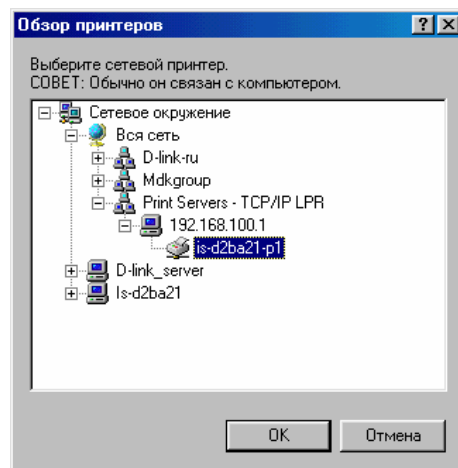 Обзор принтеров
Выберите сетевой принтер.
СОВЕТ: Обычно он связан с компьютером.
Сетевое окружение
Вся сеть
D-link-ru
Mdkgroup
Print Servers - TCP/IP LPR
192.168.100.1
is-d2ba21-p1
D-link_server
Is-d2ba21
OK Отмена